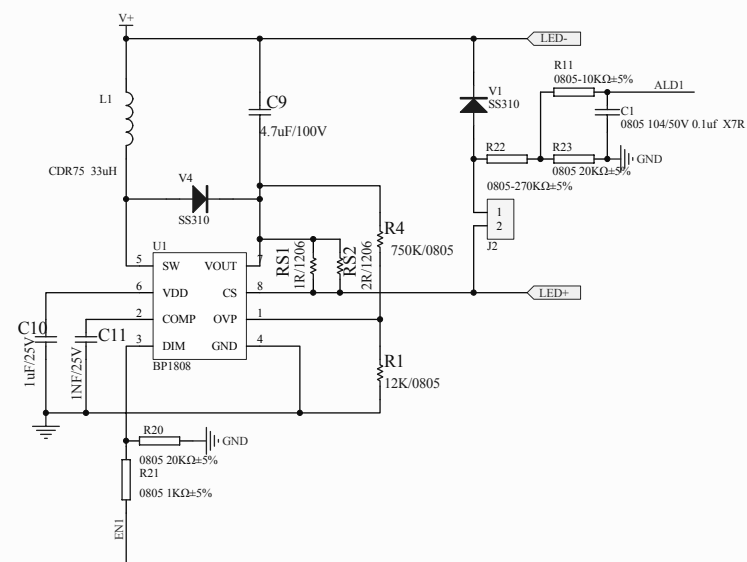 V+
LED-
R11
0805-10KΩ±5%
ALD1
L1
C9
4.7uF/100V
V1
SS310
C1
0805 104/50V 0.1uf X7R
R22
R23
GND
CDR75 33uH
V4
SS310
0805 20KΩ±5%
0805-270KΩ±5%
R4
750K/0805
1
2
J2
U1
RS1
1R/1206
RS2
2R/1206
5
SW
VOUT
7
6
VDD
CS
8
LED+
2
COMP
OVP
1
3
DIM
GND
4
BP1808
C10
1uF/25V
C11
1NF/25V
R1
12K/0805
R20
GND
0805 20KΩ±5%
R21
0805 1KΩ±5%
EN1